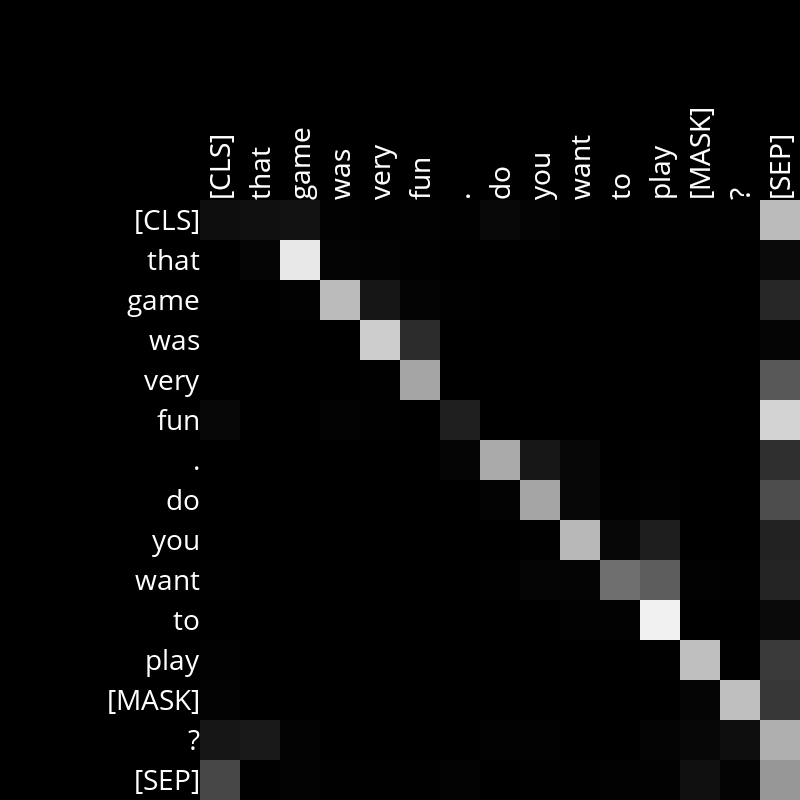 [CLS] that game was very fun . do you want to play [MASK] ? [SEP]
[CLS]
that
game
was
very
fun
.
do
you
want
to
play
[MASK]
?
[SEP]